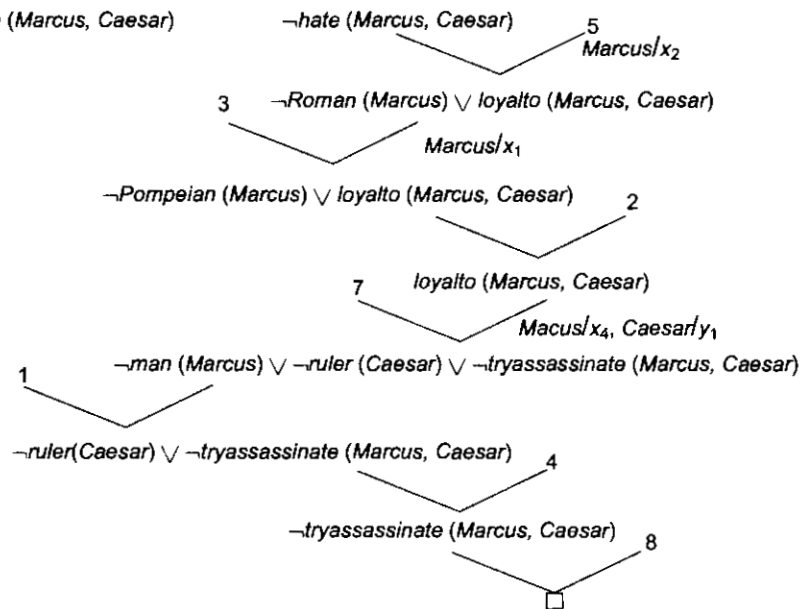 (Marcus, Caesar) ¬hate (Marcus, Caesar) 5
Marcus/x₂
3 ¬Roman (Marcus) ∨ loyalto (Marcus, Caesar)
Marcus/x₁
¬Pompeian (Marcus) ∨ loyalto (Marcus, Caesar) 2
7 loyalto (Marcus, Caesar)
Macus/x₄, Caesar/y₁
1 ¬man (Marcus) ∨ ¬ruler (Caesar) ∨ ¬tryassassinate (Marcus, Caesar)
¬ruler(Caesar) ∨ ¬tryassassinate (Marcus, Caesar) 4
¬tryassassinate (Marcus, Caesar) 8